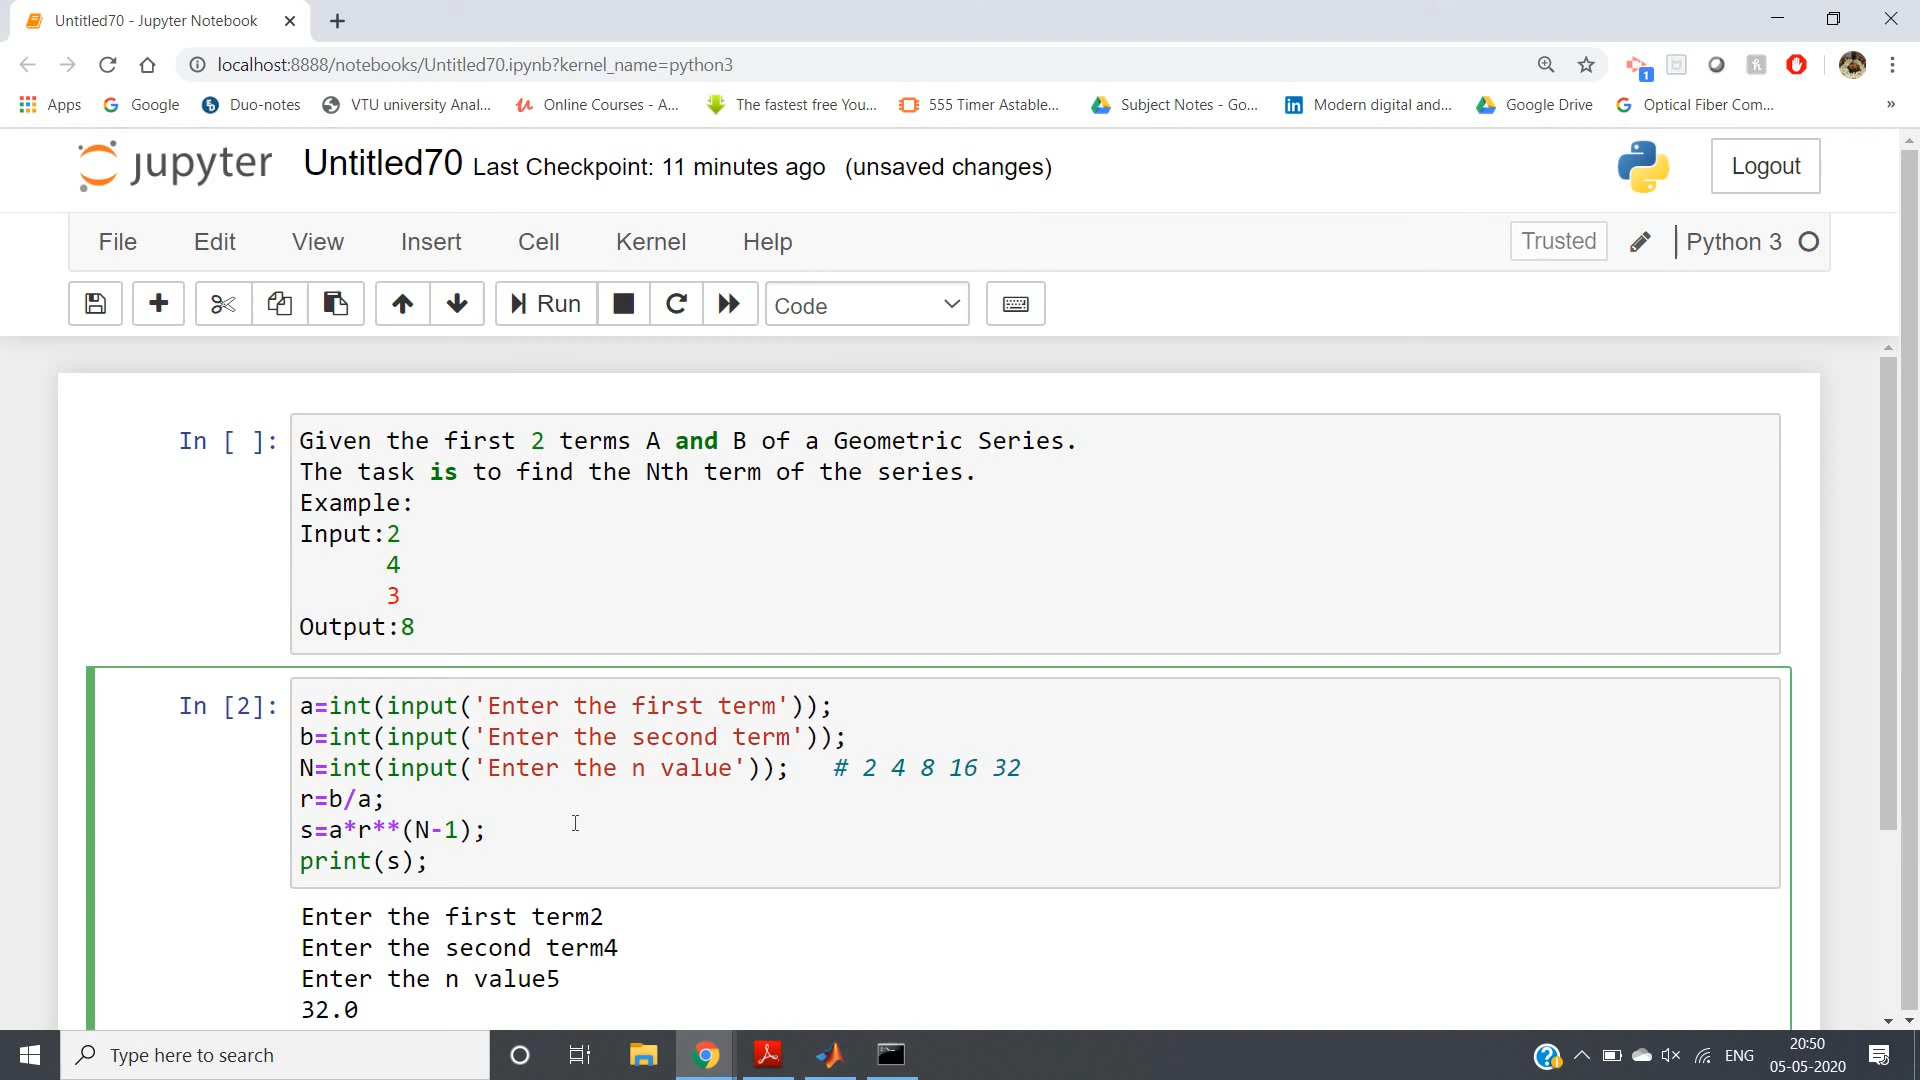 Untitled70 - Jupyter Notebook
localhost:8888/notebooks/Untitled70.ipynb?kernel_name=python3
1
Apps Google Duo-notes VTU university Anal... Online Courses - A... The fastest free You... 555 Timer Astable... Subject Notes - Go... Modern digital and... Google Drive Optical Fiber Com... »
jupyter Untitled70 Last Checkpoint: 11 minutes ago (unsaved changes) Logout
File Edit View Insert Cell Kernel Help Trusted Python 3
Run Code
In [ ]: Given the first 2 terms A and B of a Geometric Series.
The task is to find the Nth term of the series.
Example:
Input:2
4
3
Output:8
In [2]: a=int(input('Enter the first term'));
b=int(input('Enter the second term'));
N=int(input('Enter the n value')); # 2 4 8 16 32
r=b/a;
s=a*r**(N-1);
print(s);
Enter the first term2
Enter the second term4
Enter the n value5
32.0
Type here to search
ENG
20:50
05-05-2020